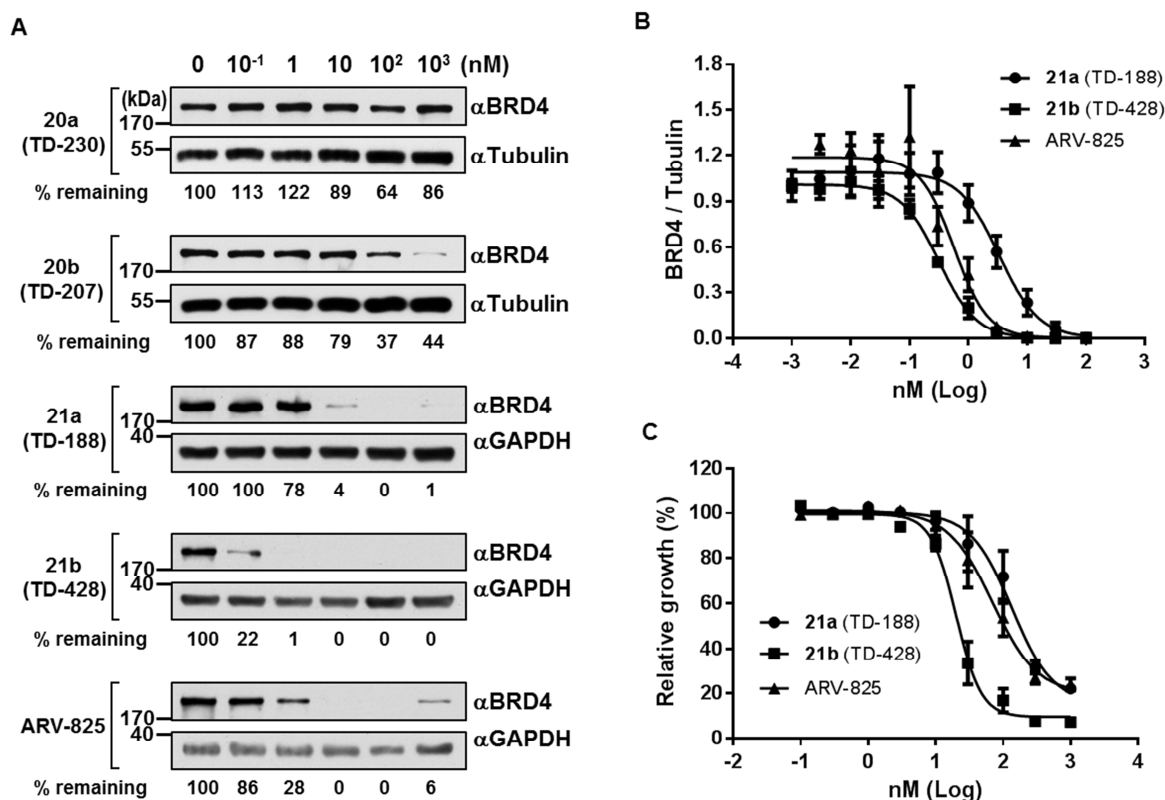 A
0 10⁻¹ 1 10 10² 10³ (nM)
20a
(TD-230)
(kDa)
170
αBRD4
55
αTubulin
% remaining 100 113 122 89 64 86
20b
(TD-207)
170
αBRD4
55
αTubulin
% remaining 100 87 88 79 37 44
21a
(TD-188)
170
αBRD4
40
αGAPDH
% remaining 100 100 78 4 0 1
21b
(TD-428)
170
αBRD4
40
αGAPDH
% remaining 100 22 1 0 0 0
ARV-825
170
αBRD4
40
αGAPDH
% remaining 100 86 28 0 0 6
B
BRD4 / Tubulin
1.8
1.5
1.2
0.9
0.6
0.3
0.0
21a (TD-188)
21b (TD-428)
ARV-825
-4 -3 -2 -1 0 1 2 3
nM (Log)
C
Relative growth (%)
120
100
80
60
40
20
0
21a (TD-188)
21b (TD-428)
ARV-825
-2 -1 0 1 2 3 4
nM (Log)